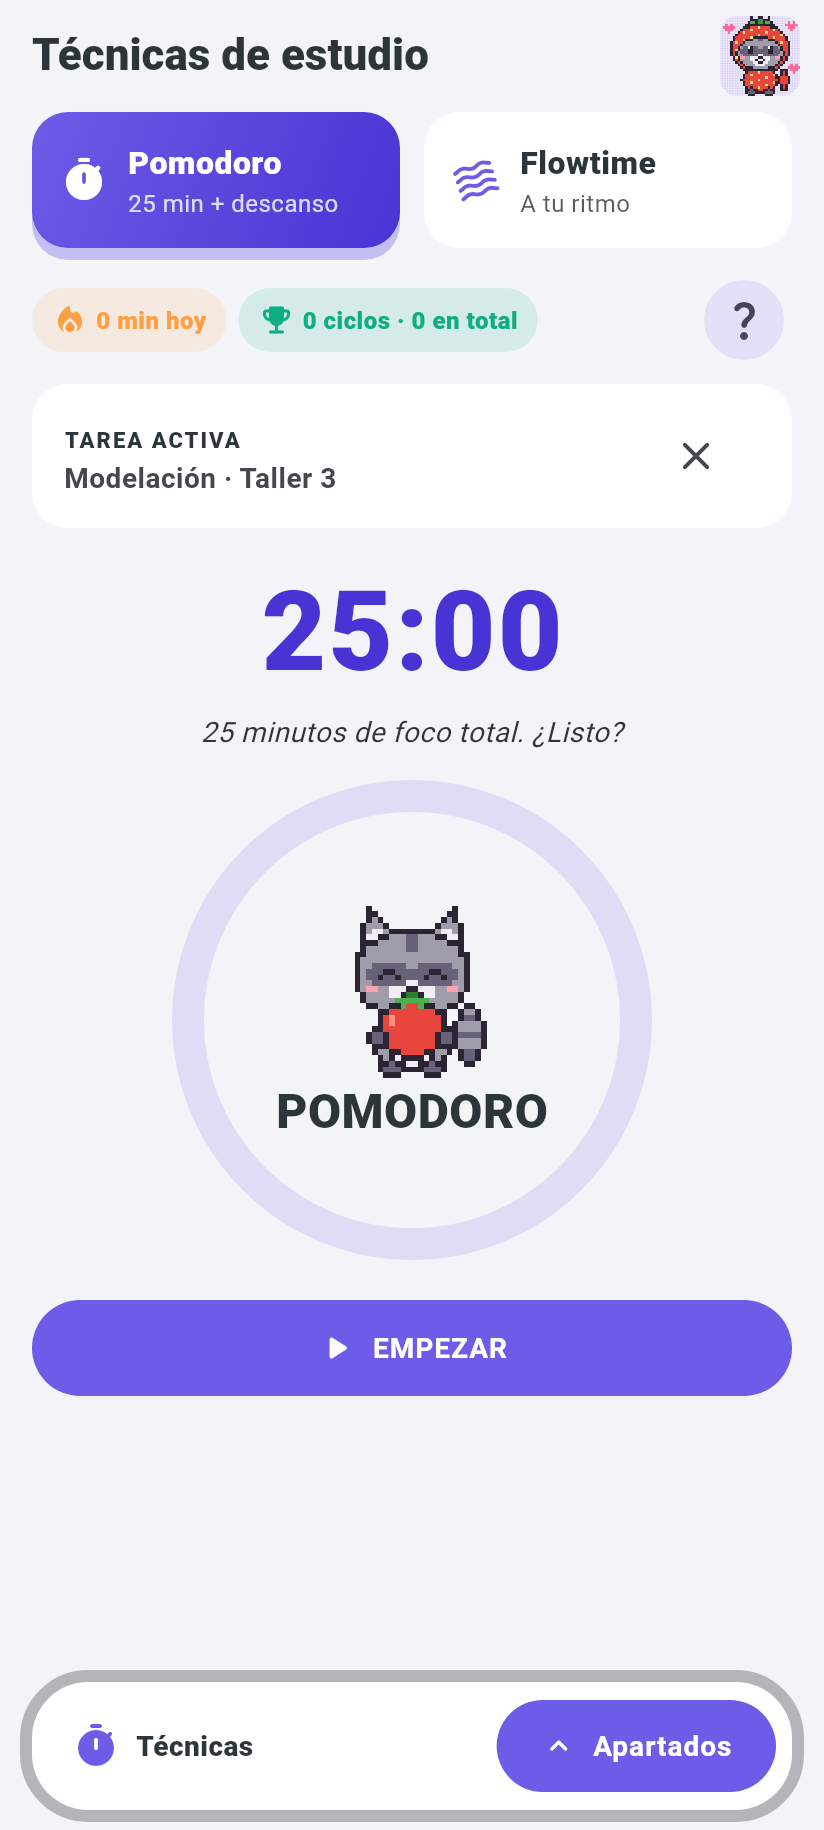 Técnicas de estudio
Pomodoro
25 min + descanso
Flowtime
A tu ritmo
0 min hoy
0 ciclos · 0 en total
?
TAREA ACTIVA
Modelación · Taller 3
25:00
25 minutos de foco total. ¿Listo?
POMODORO
EMPEZAR
Técnicas
Apartados